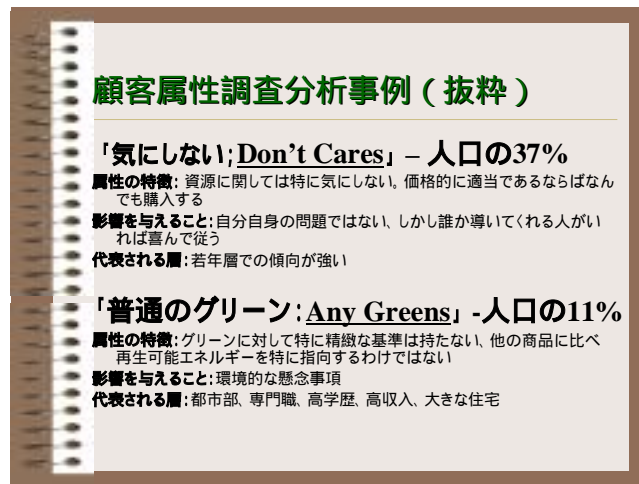 顧客属性調査分析事例(抜粋)
「気にしない;Don't Cares」– 人口の37%
属性の特徴: 資源に関しては特に気にしない。価格的に適当であるならばなん
でも購入する
影響を与えること:自分自身の問題ではない、しかし誰か導いてくれる人がい
れば喜んで従う
代表される層:若年層での傾向が強い
「普通のグリーン:Any Greens」-人口の11%
属性の特徴:グリーンに対して特に精緻な基準は持たない、他の商品に比べ
再生可能エネルギーを特に指向するわけではない
影響を与えること:環境的な懸念事項
代表される層:都市部、専門職、高学歴、高収入、大きな住宅